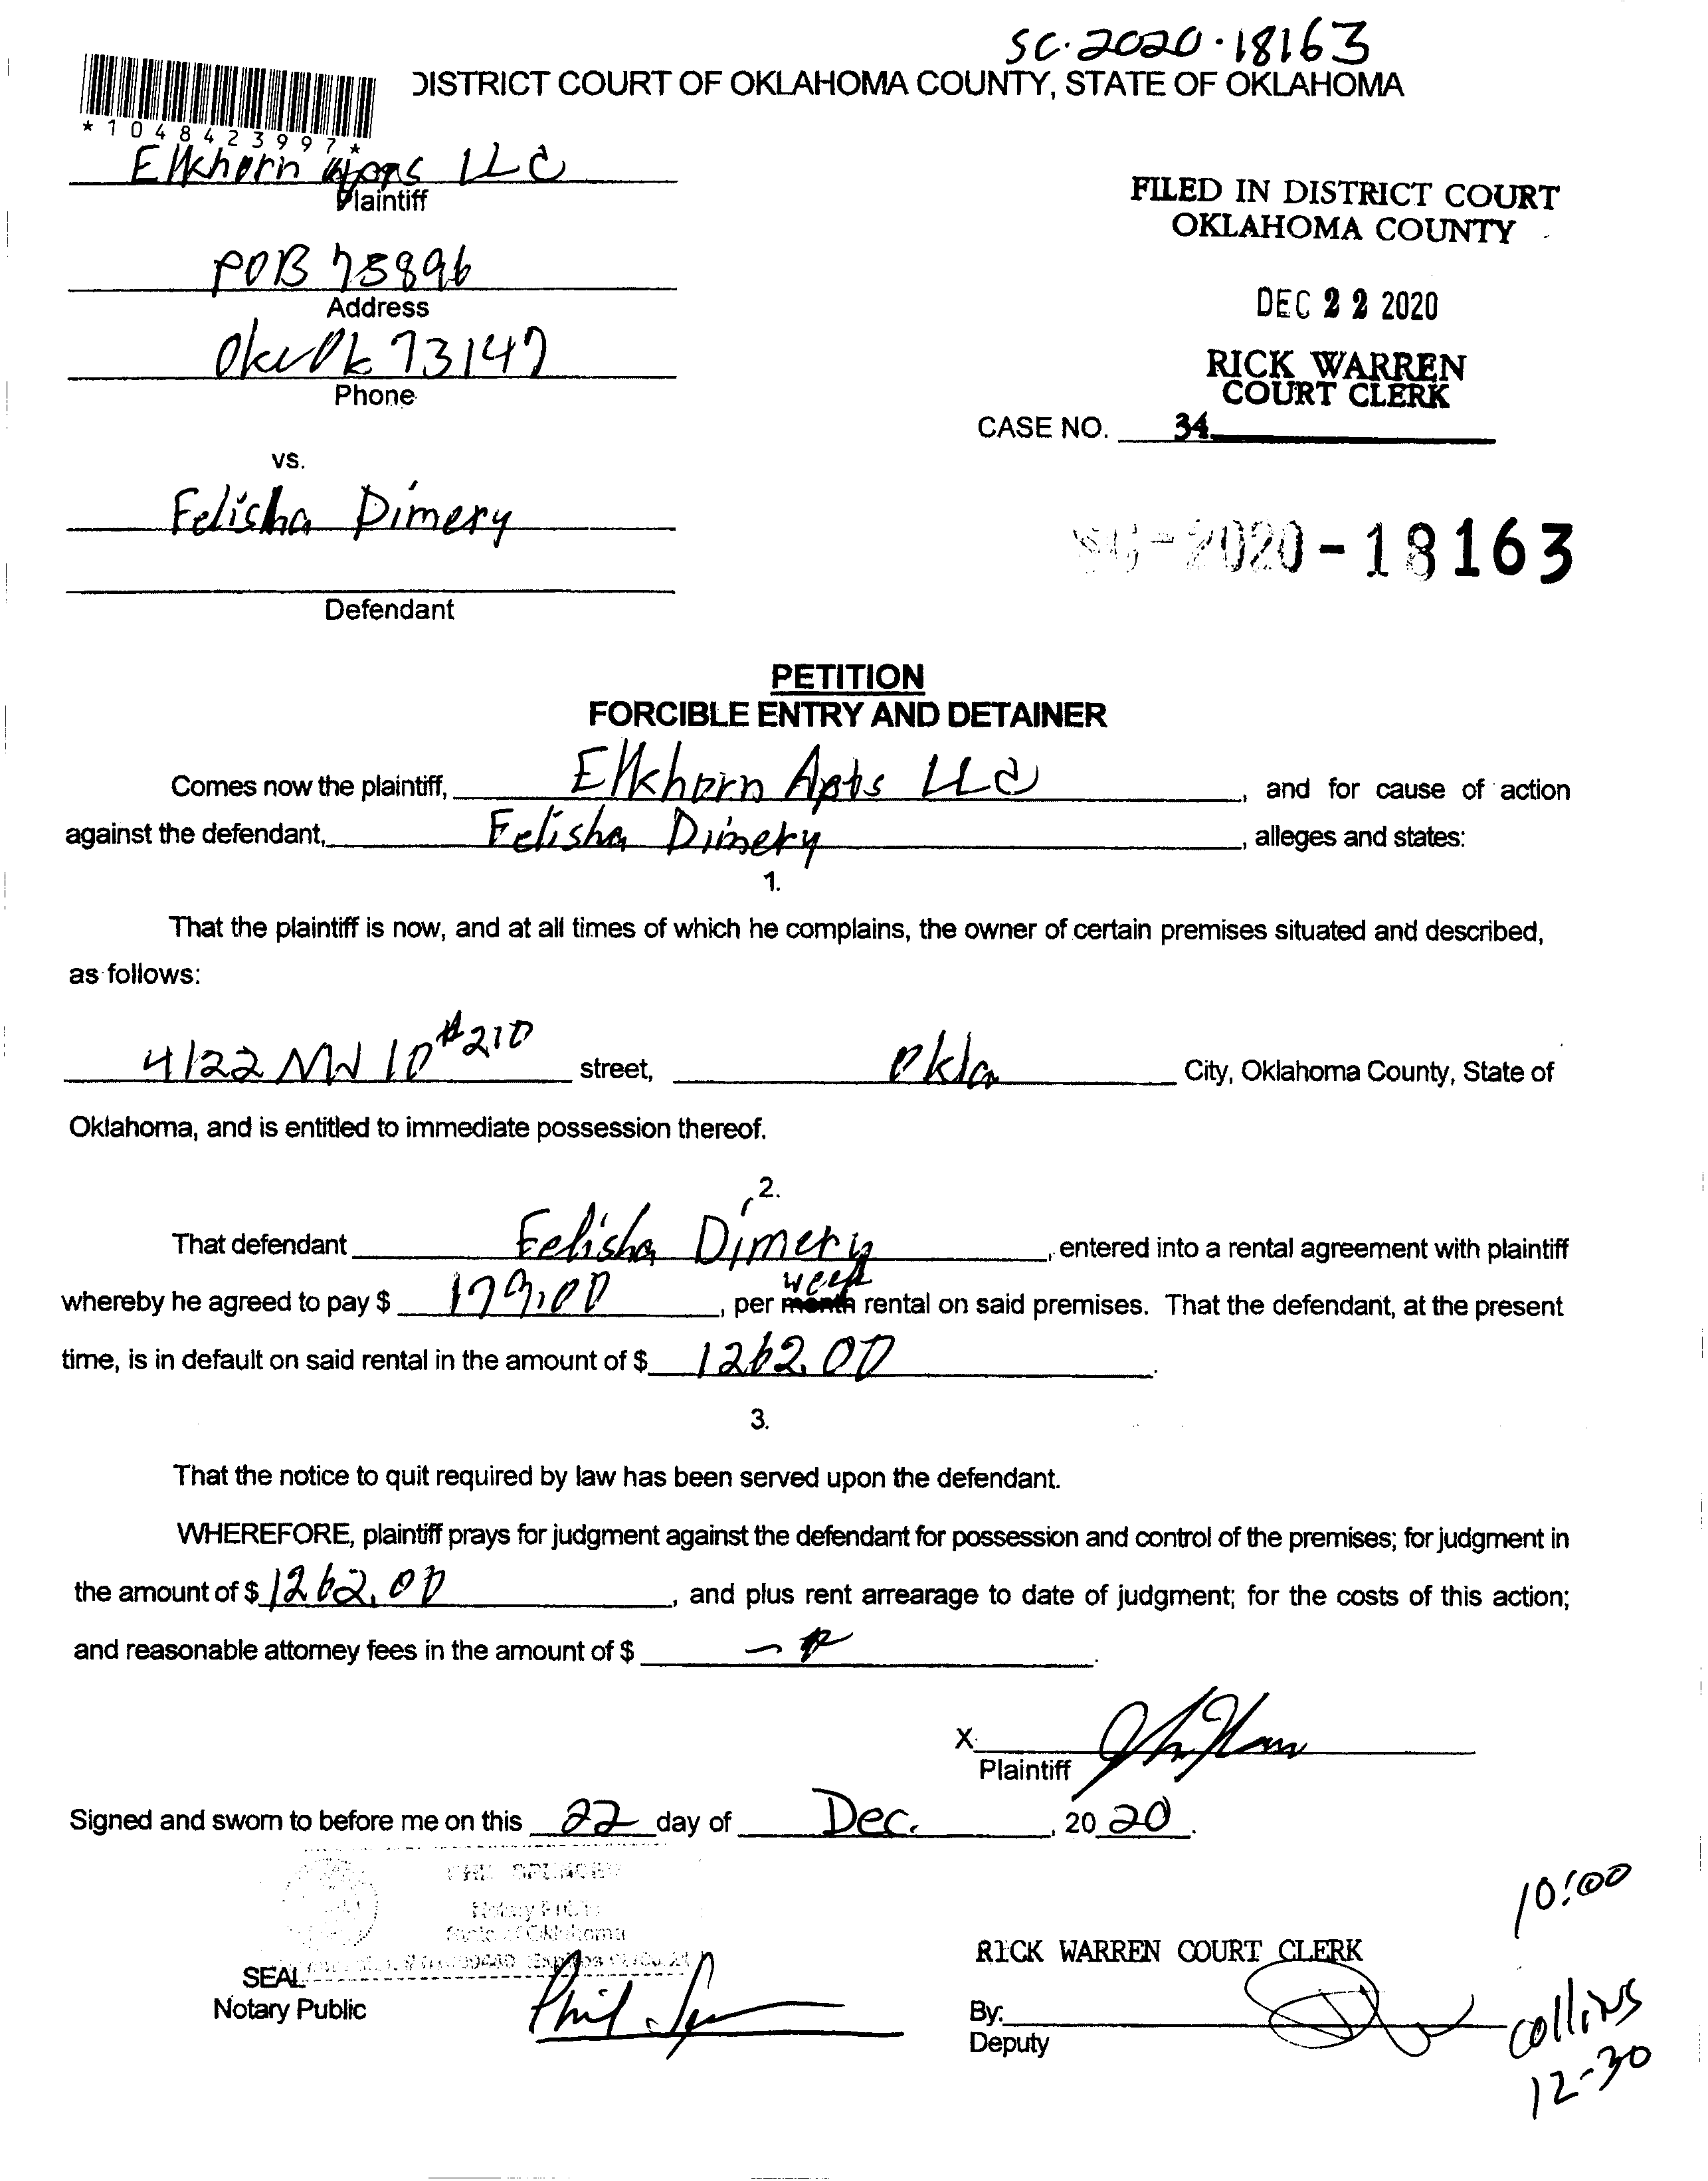 SC-2020-18163
DISTRICT COURT OF OKLAHOMA COUNTY, STATE OF OKLAHOMA
*1048423997*
Elkhorn Apts LLC
Plaintiff
FILED IN DISTRICT COURT
OKLAHOMA COUNTY
POB 75896
Address
DEC 22 2020
OKC OK 73147
Phone
RICK WARREN
COURT CLERK
CASE NO. 34
vs.
Felisha Dimery
SC-2020-18163
Defendant
PETITION
FORCIBLE ENTRY AND DETAINER
Comes now the plaintiff, Elkhorn Apts LLC, and for cause of action
against the defendant, Felisha Dimery, alleges and states:
1.
That the plaintiff is now, and at all times of which he complains, the owner of certain premises situated and described,
as follows:
4122 NW 10 #210 street, Okla City, Oklahoma County, State of
Oklahoma, and is entitled to immediate possession thereof.
2.
That defendant Felisha Dimery, entered into a rental agreement with plaintiff
whereby he agreed to pay $ 179.00, per month week rental on said premises. That the defendant, at the present
time, is in default on said rental in the amount of $ 1262.00.
3.
That the notice to quit required by law has been served upon the defendant.
WHEREFORE, plaintiff prays for judgment against the defendant for possession and control of the premises; for judgment in
the amount of $ 1262.00, and plus rent arrearage to date of judgment; for the costs of this action;
and reasonable attorney fees in the amount of $
X
Plaintiff
Signed and sworn to before me on this 22 day of Dec., 2020.
PHIL SPENCER
Notary Public
State of Oklahoma
10:00
RICK WARREN COURT CLERK
SEAL
Notary Public
Phil
By:
Deputy
Collins
12-30